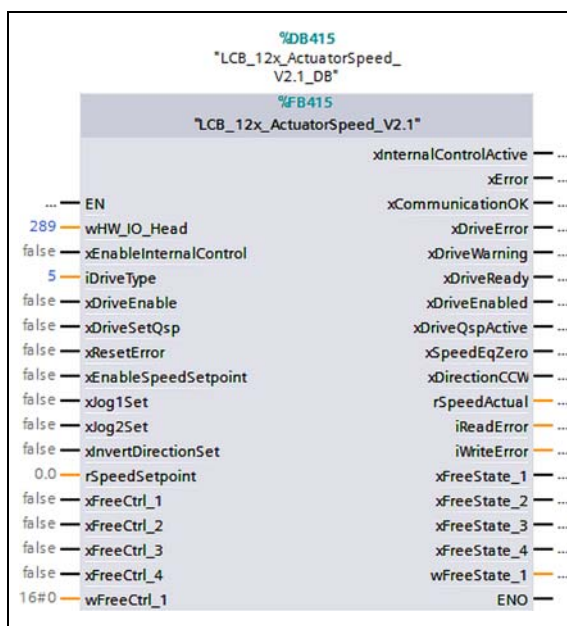 %DB415
"LCB_12x_ActuatorSpeed_
V2.1_DB"
%FB415
"LCB_12x_ActuatorSpeed_V2.1"
xInternalControlActive ...
xError ...
... EN xCommunicationOK ...
289 wHW_IO_Head xDriveError ...
false xEnableInternalControl xDriveWarning ...
5 iDriveType xDriveReady ...
false xDriveEnable xDriveEnabled ...
false xDriveSetQsp xDriveQspActive ...
false xResetError xSpeedEqZero ...
false xEnableSpeedSetpoint xDirectionCCW ...
false xJog1Set rSpeedActual ...
false xJog2Set iReadError ...
false xInvertDirectionSet iWriteError ...
0.0 rSpeedSetpoint xFreeState_1 ...
false xFreeCtrl_1 xFreeState_2 ...
false xFreeCtrl_2 xFreeState_3 ...
false xFreeCtrl_3 xFreeState_4 ...
false xFreeCtrl_4 wFreeState_1 ...
16#0 wFreeCtrl_1 ENO